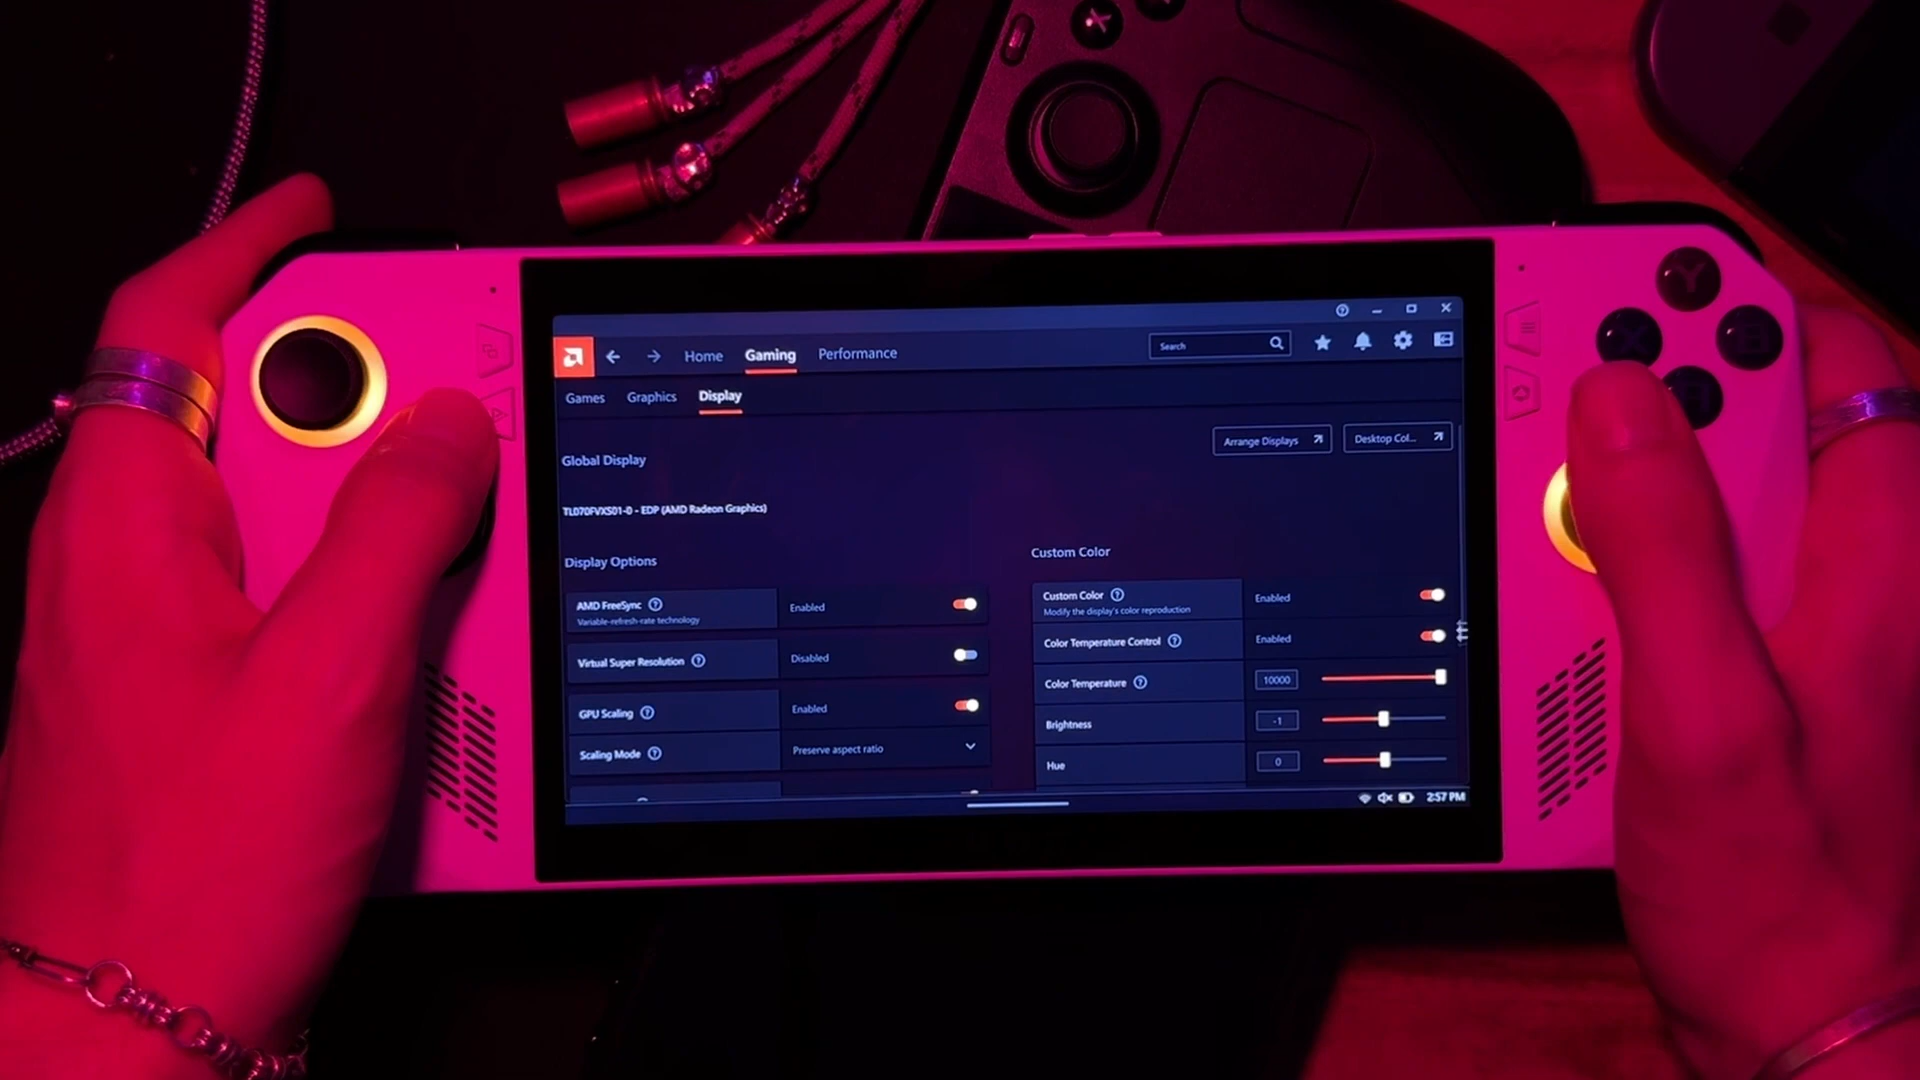 Home Gaming Performance
Search
Games Graphics Display
Arrange Displays
Desktop Col...
Global Display
TL070FVXS01-0 - EDP (AMD Radeon Graphics)
Display Options
AMD FreeSync
Variable-refresh-rate technology
Enabled
Virtual Super Resolution
Disabled
GPU Scaling
Enabled
Scaling Mode
Preserve aspect ratio
Custom Color
Custom Color
Modify the display's color reproduction
Enabled
Color Temperature Control
Enabled
Color Temperature
10000
Brightness
-1
Hue
0
2:57 PM
Y
X